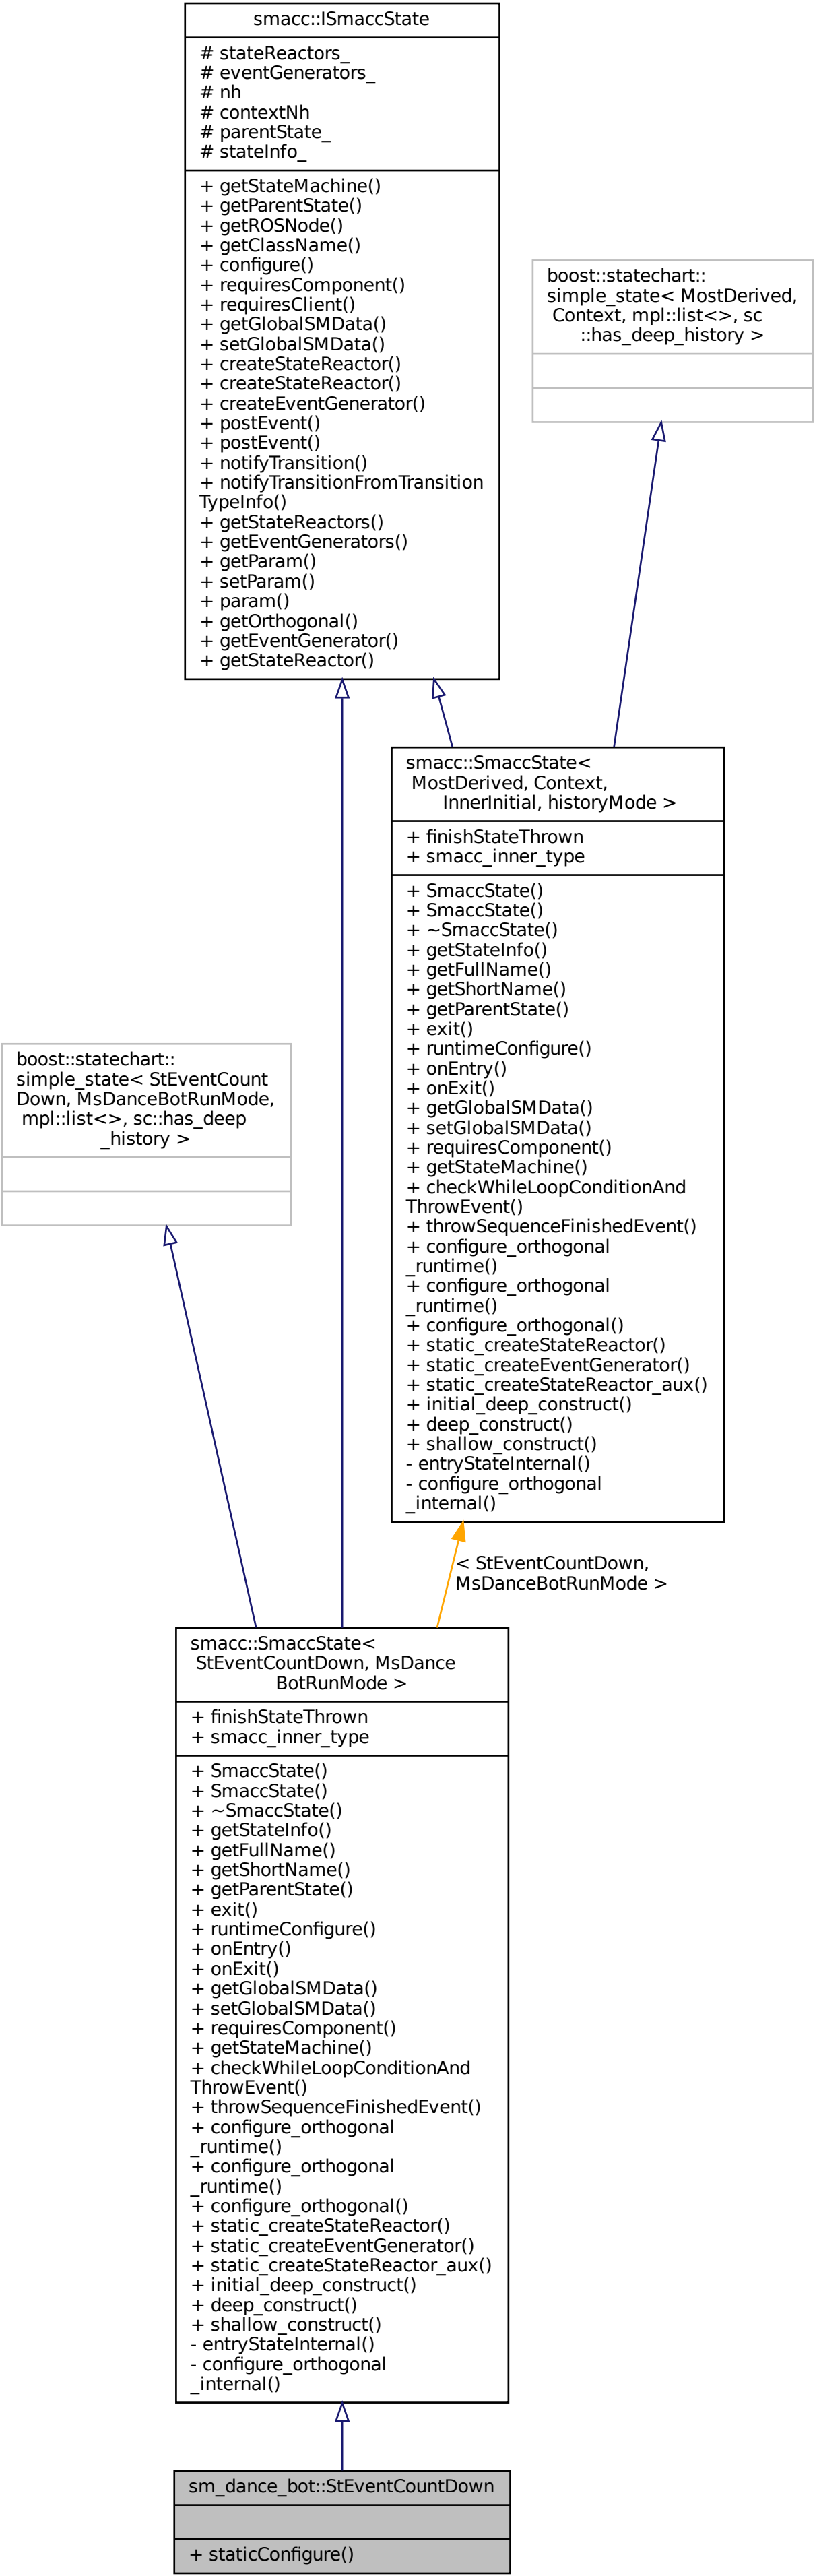 smacc::ISmaccState
# stateReactors_
# eventGenerators_
# nh
# contextNh
# parentState_
# stateInfo_
+ getStateMachine()
+ getParentState()
+ getROSNode()
+ getClassName()
+ configure()
+ requiresComponent()
+ requiresClient()
+ getGlobalSMData()
+ setGlobalSMData()
+ createStateReactor()
+ createStateReactor()
+ createEventGenerator()
+ postEvent()
+ postEvent()
+ notifyTransition()
+ notifyTransitionFromTransition
TypeInfo()
+ getStateReactors()
+ getEventGenerators()
+ getParam()
+ setParam()
+ param()
+ getOrthogonal()
+ getEventGenerator()
+ getStateReactor()
boost::statechart::
simple_state< MostDerived,
Context, mpl::list<>, sc
::has_deep_history >
smacc::SmaccState<
MostDerived, Context,
InnerInitial, historyMode >
+ finishStateThrown
+ smacc_inner_type
+ SmaccState()
+ SmaccState()
+ ~SmaccState()
+ getStateInfo()
+ getFullName()
+ getShortName()
+ getParentState()
+ exit()
+ runtimeConfigure()
+ onEntry()
+ onExit()
+ getGlobalSMData()
+ setGlobalSMData()
+ requiresComponent()
+ getStateMachine()
+ checkWhileLoopConditionAnd
ThrowEvent()
+ throwSequenceFinishedEvent()
+ configure_orthogonal
_runtime()
+ configure_orthogonal
_runtime()
+ configure_orthogonal()
+ static_createStateReactor()
+ static_createEventGenerator()
+ static_createStateReactor_aux()
+ initial_deep_construct()
+ deep_construct()
+ shallow_construct()
- entryStateInternal()
- configure_orthogonal
_internal()
boost::statechart::
simple_state< StEventCount
Down, MsDanceBotRunMode,
mpl::list<>, sc::has_deep
_history >
< StEventCountDown,
MsDanceBotRunMode >
smacc::SmaccState<
StEventCountDown, MsDance
BotRunMode >
+ finishStateThrown
+ smacc_inner_type
+ SmaccState()
+ SmaccState()
+ ~SmaccState()
+ getStateInfo()
+ getFullName()
+ getShortName()
+ getParentState()
+ exit()
+ runtimeConfigure()
+ onEntry()
+ onExit()
+ getGlobalSMData()
+ setGlobalSMData()
+ requiresComponent()
+ getStateMachine()
+ checkWhileLoopConditionAnd
ThrowEvent()
+ throwSequenceFinishedEvent()
+ configure_orthogonal
_runtime()
+ configure_orthogonal
_runtime()
+ configure_orthogonal()
+ static_createStateReactor()
+ static_createEventGenerator()
+ static_createStateReactor_aux()
+ initial_deep_construct()
+ deep_construct()
+ shallow_construct()
- entryStateInternal()
- configure_orthogonal
_internal()
sm_dance_bot::StEventCountDown
+ staticConfigure()